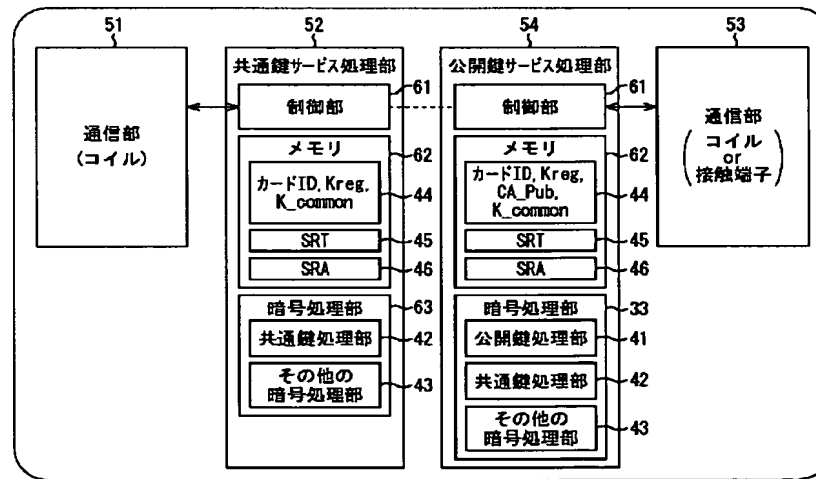 51
52
54
53
通信部
(コイル)
共通鍵サービス処理部
61
制御部
メモリ
62
カードID,Kreg,
K_common
44
SRT
45
SRA
46
暗号処理部
63
共通鍵処理部
42
その他の
暗号処理部
43
公開鍵サービス処理部
61
制御部
メモリ
62
カードID,Kreg,
CA_Pub,
K_common
44
SRT
45
SRA
46
暗号処理部
33
公開鍵処理部
41
共通鍵処理部
42
その他の
暗号処理部
43
通信部
(コイル
or
接触端子)